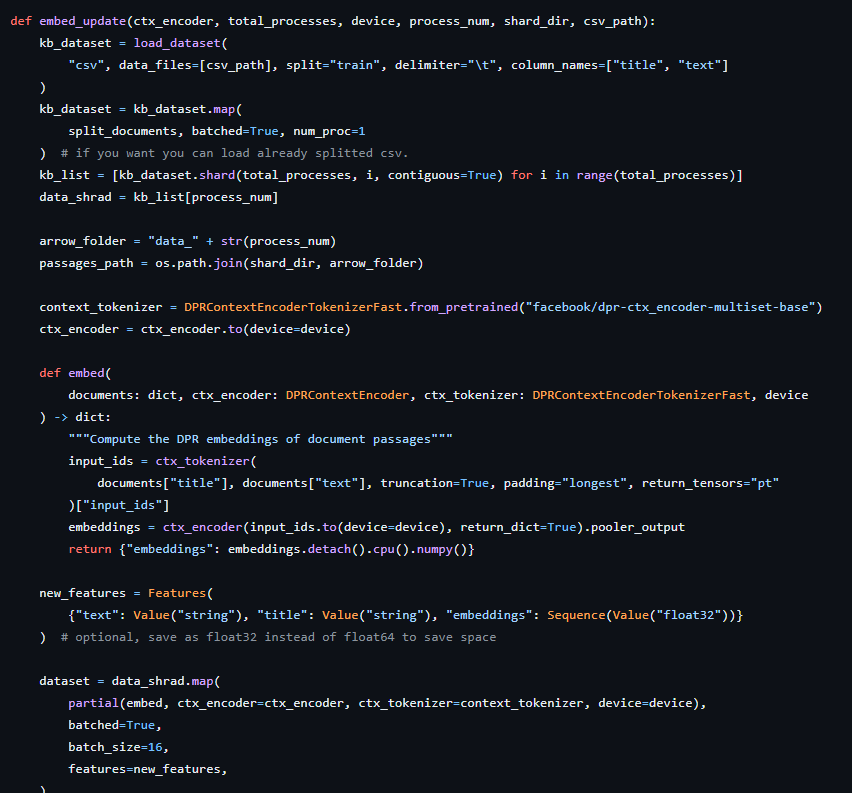 def embed_update(ctx_encoder, total_processes, device, process_num, shard_dir, csv_path):
    kb_dataset = load_dataset(
        "csv", data_files=[csv_path], split="train", delimiter="\t", column_names=["title", "text"]
    )
    kb_dataset = kb_dataset.map(
        split_documents, batched=True, num_proc=1
    )  # if you want you can load already splitted csv.
    kb_list = [kb_dataset.shard(total_processes, i, contiguous=True) for i in range(total_processes)]
    data_shrad = kb_list[process_num]

    arrow_folder = "data_" + str(process_num)
    passages_path = os.path.join(shard_dir, arrow_folder)

    context_tokenizer = DPRContextEncoderTokenizerFast.from_pretrained("facebook/dpr-ctx_encoder-multiset-base")
    ctx_encoder = ctx_encoder.to(device=device)

    def embed(
        documents: dict, ctx_encoder: DPRContextEncoder, ctx_tokenizer: DPRContextEncoderTokenizerFast, device
    ) -> dict:
        """Compute the DPR embeddings of document passages"""
        input_ids = ctx_tokenizer(
            documents["title"], documents["text"], truncation=True, padding="longest", return_tensors="pt"
        )["input_ids"]
        embeddings = ctx_encoder(input_ids.to(device=device), return_dict=True).pooler_output
        return {"embeddings": embeddings.detach().cpu().numpy()}

    new_features = Features(
        {"text": Value("string"), "title": Value("string"), "embeddings": Sequence(Value("float32"))}
    )  # optional, save as float32 instead of float64 to save space

    dataset = data_shrad.map(
        partial(embed, ctx_encoder=ctx_encoder, ctx_tokenizer=context_tokenizer, device=device),
        batched=True,
        batch_size=16,
        features=new_features,
    )